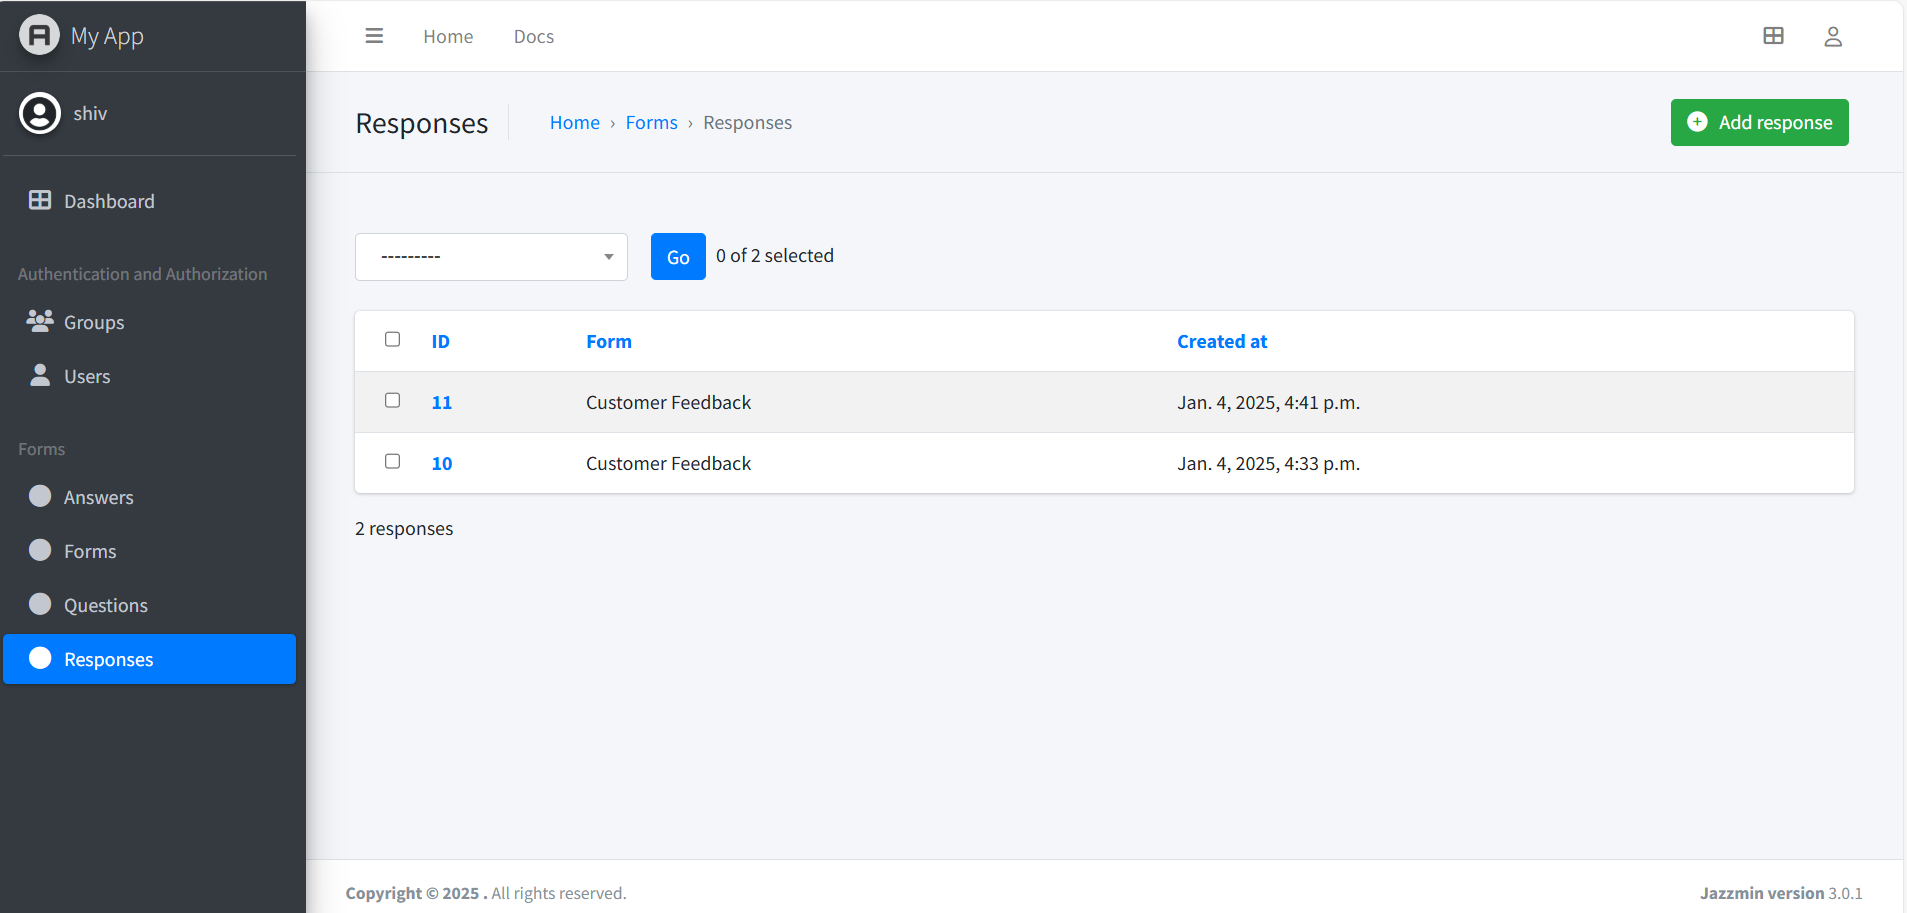 My App
Home Docs
shiv
Responses
Home › Forms › Responses
Add response
Dashboard
--------- Go 0 of 2 selected
Authentication and Authorization
Groups
Users
ID Form Created at
11 Customer Feedback Jan. 4, 2025, 4:41 p.m.
10 Customer Feedback Jan. 4, 2025, 4:33 p.m.
2 responses
Forms
Answers
Forms
Questions
Responses
Copyright © 2025 . All rights reserved.
Jazzmin version 3.0.1